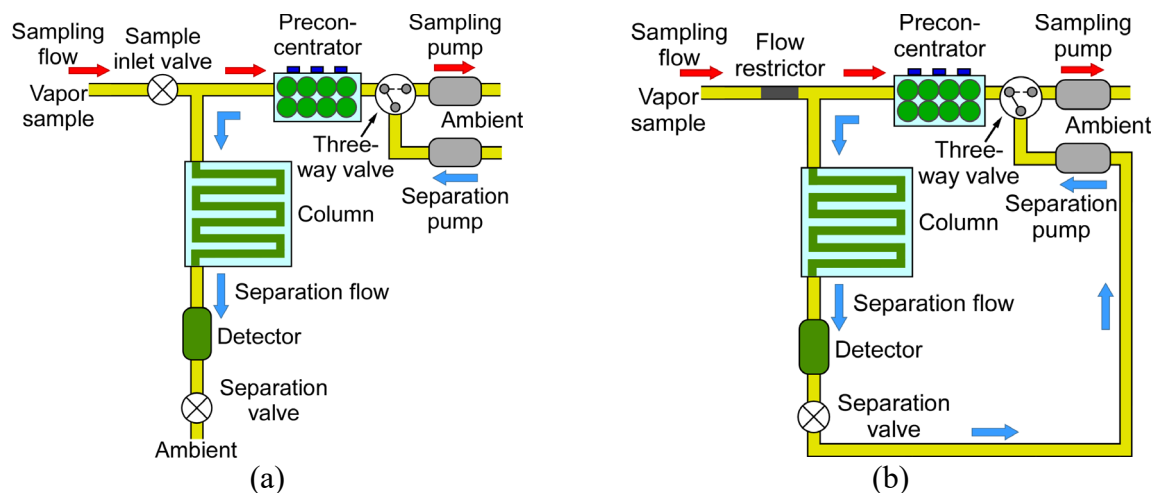 Sampling
flow
Sample
inlet valve
Precon-
centrator
Sampling
pump
Vapor
sample
Ambient
Three-
way valve
Separation
pump
Column
Separation flow
Detector
Separation
valve
Ambient
(a)
Sampling
flow
Flow
restrictor
Precon-
centrator
Sampling
pump
Vapor
sample
Ambient
Three-
way valve
Separation
pump
Column
Separation flow
Detector
Separation
valve
(b)